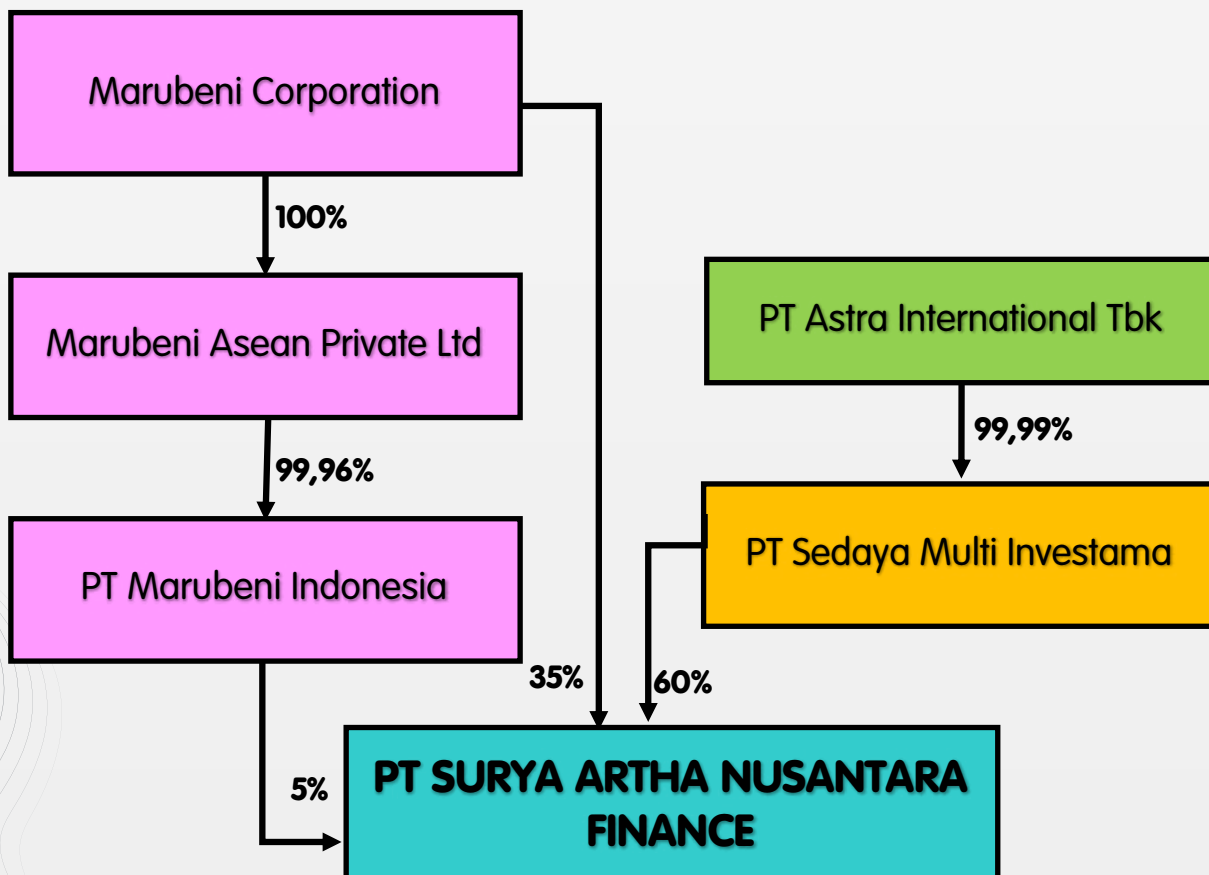 Marubeni Corporation
100%
Marubeni Asean Private Ltd
PT Astra International Tbk
99,99%
99,96%
PT Marubeni Indonesia
PT Sedaya Multi Investama
35%
60%
5%
PT SURYA ARTHA NUSANTARA
FINANCE